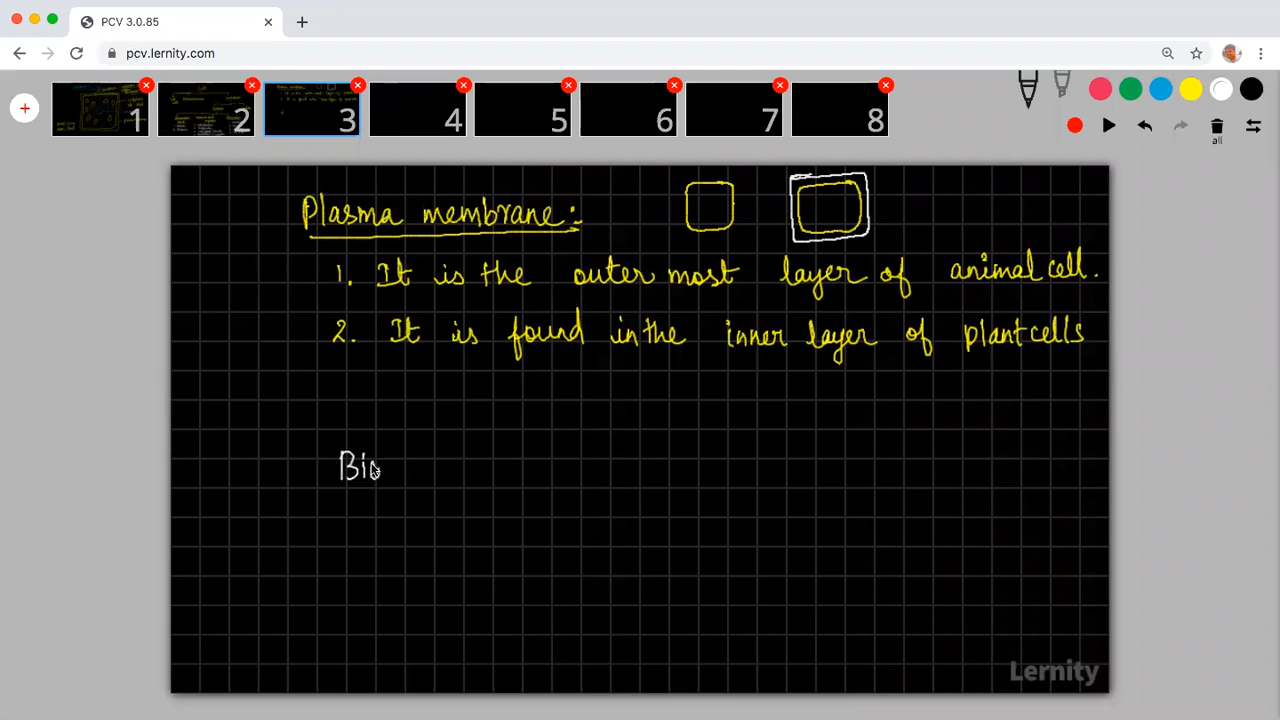 PCV 3.0.85
pcv.lernity.com
1 2 3 4 5 6 7 8
all
Plasma membrane:-
1. It is the outer most layer of animal cell.
2. It is found in the inner layer of plant cells
Bio
Lernity